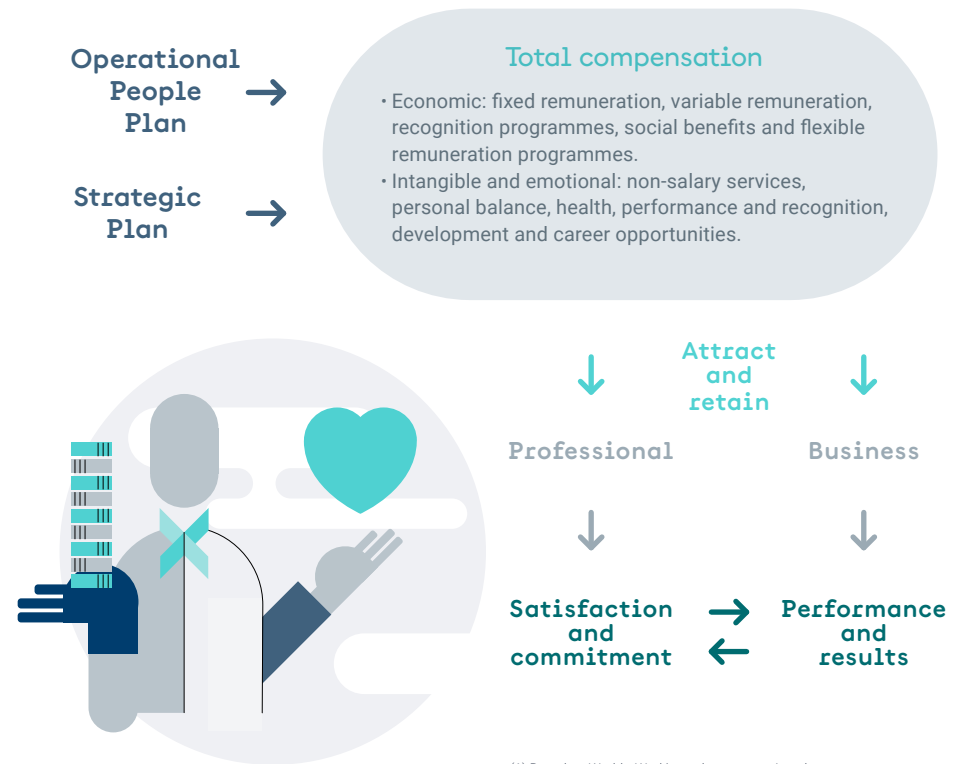 Operational
People
Plan
Strategic
Plan
Total compensation
• Economic: fixed remuneration, variable remuneration,
recognition programmes, social benefits and flexible
remuneration programmes.
• Intangible and emotional: non-salary services,
personal balance, health, performance and recognition,
development and career opportunities.
Attract
and
retain
Professional
Business
Satisfaction
and
commitment
Performance
and
results